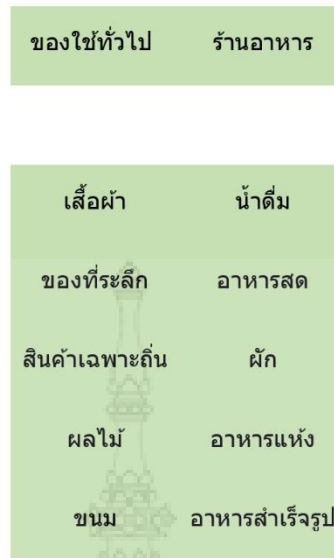 ของใช้ทั่วไป ร้านอาหาร
เสื้อผ้า น้ำดื่ม
ของที่ระลึก อาหารสด
สินค้าเฉพาะถิ่น ผัก
ผลไม้ อาหารแห้ง
ขนม อาหารสำเร็จรูป